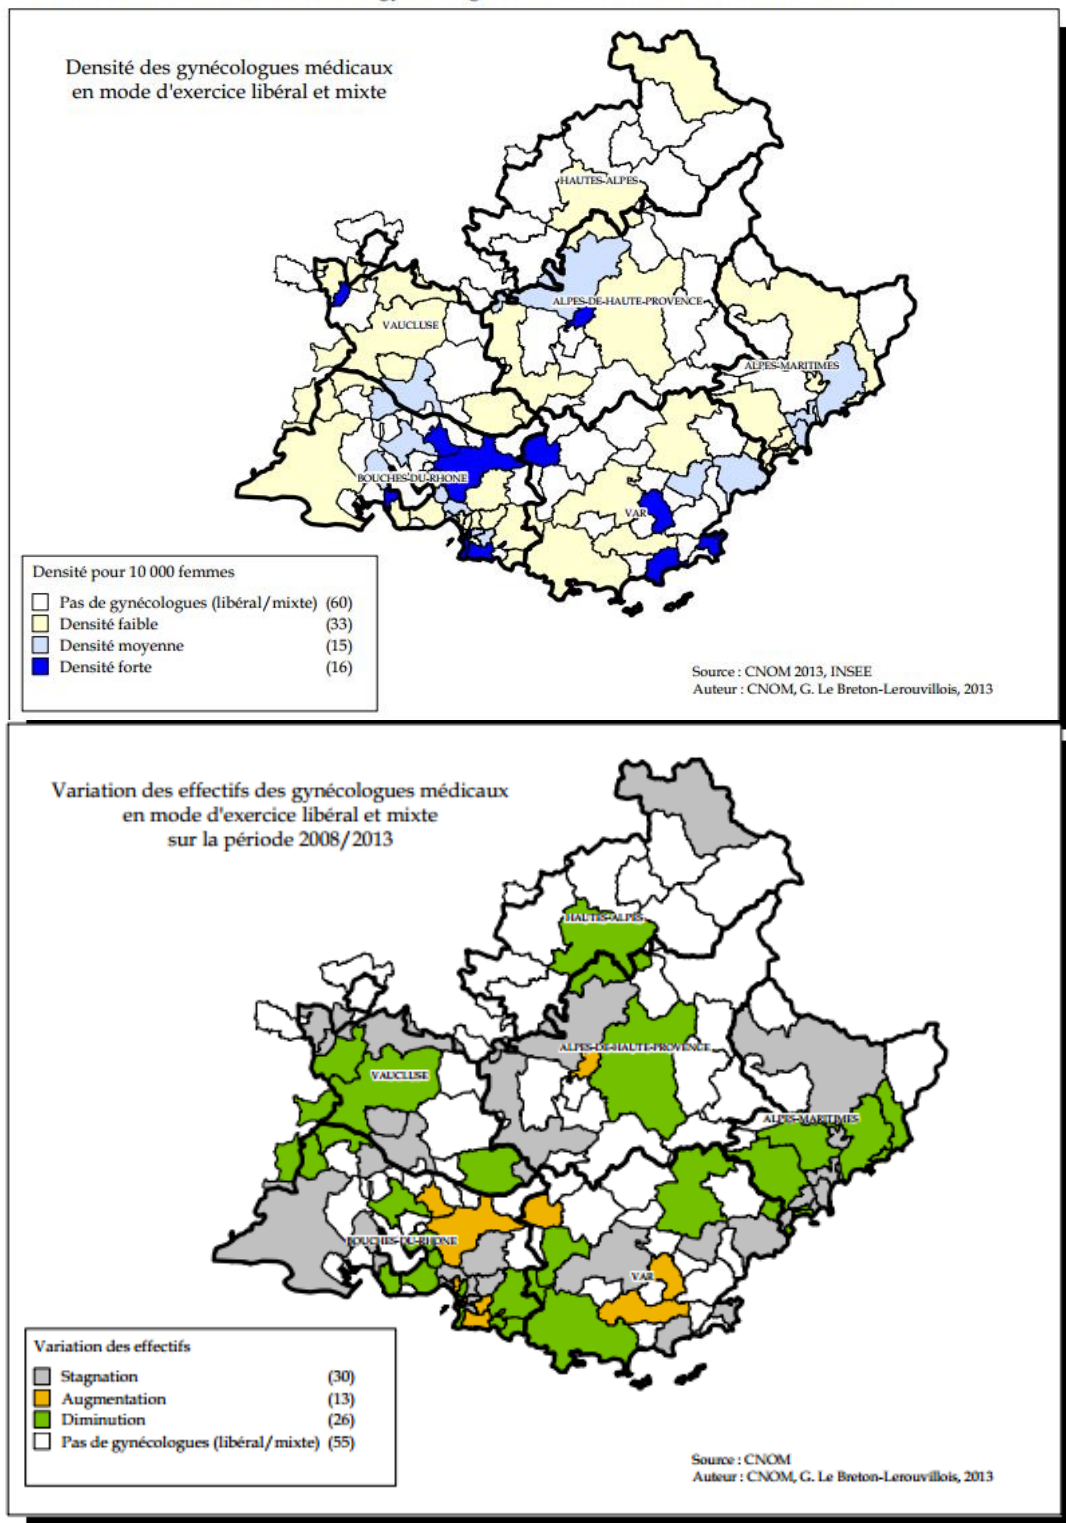 Densité des gynécologues médicaux
en mode d'exercice libéral et mixte
HAUTES-ALPES
ALPES-DE-HAUTE-PROVENCE
VAUCLUSE
ALPES-MARITIMES
BOUCHES-DU-RHONE
VAR
Densité pour 10 000 femmes
Pas de gynécologues (libéral/mixte) (60)
Densité faible (33)
Densité moyenne (15)
Densité forte (16)
Source : CNOM 2013, INSEE
Auteur : CNOM, G. Le Breton-Lerouvillois, 2013
Variation des effectifs des gynécologues médicaux
en mode d'exercice libéral et mixte
sur la période 2008/2013
HAUTES-ALPES
ALPES-DE-HAUTE-PROVENCE
VAUCLUSE
ALPES-MARITIMES
BOUCHES-DU-RHONE
VAR
Variation des effectifs
Stagnation (30)
Augmentation (13)
Diminution (26)
Pas de gynécologues (libéral/mixte) (55)
Source : CNOM
Auteur : CNOM, G. Le Breton-Lerouvillois, 2013